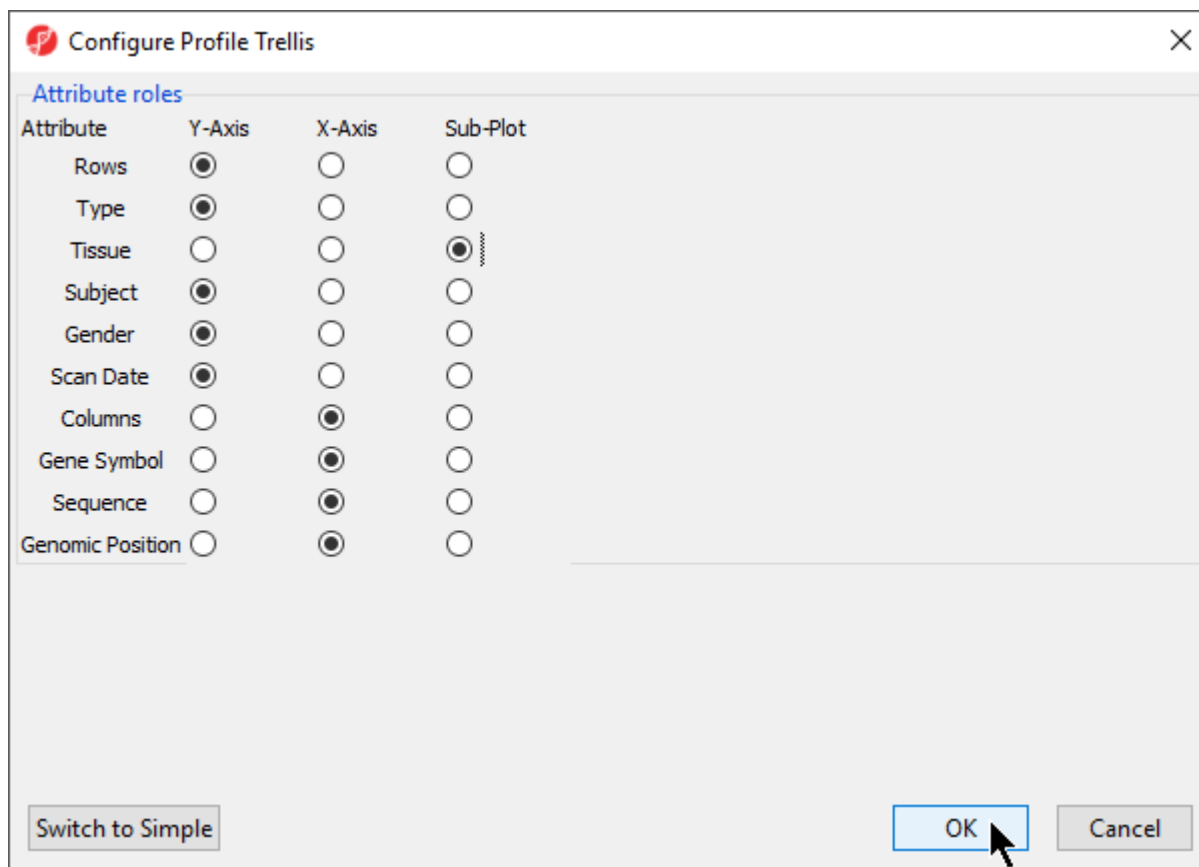 Configure Profile Trellis
Attribute roles
Attribute Y-Axis X-Axis Sub-Plot
Rows
Type
Tissue
Subject
Gender
Scan Date
Columns
Gene Symbol
Sequence
Genomic Position
Switch to Simple OK Cancel